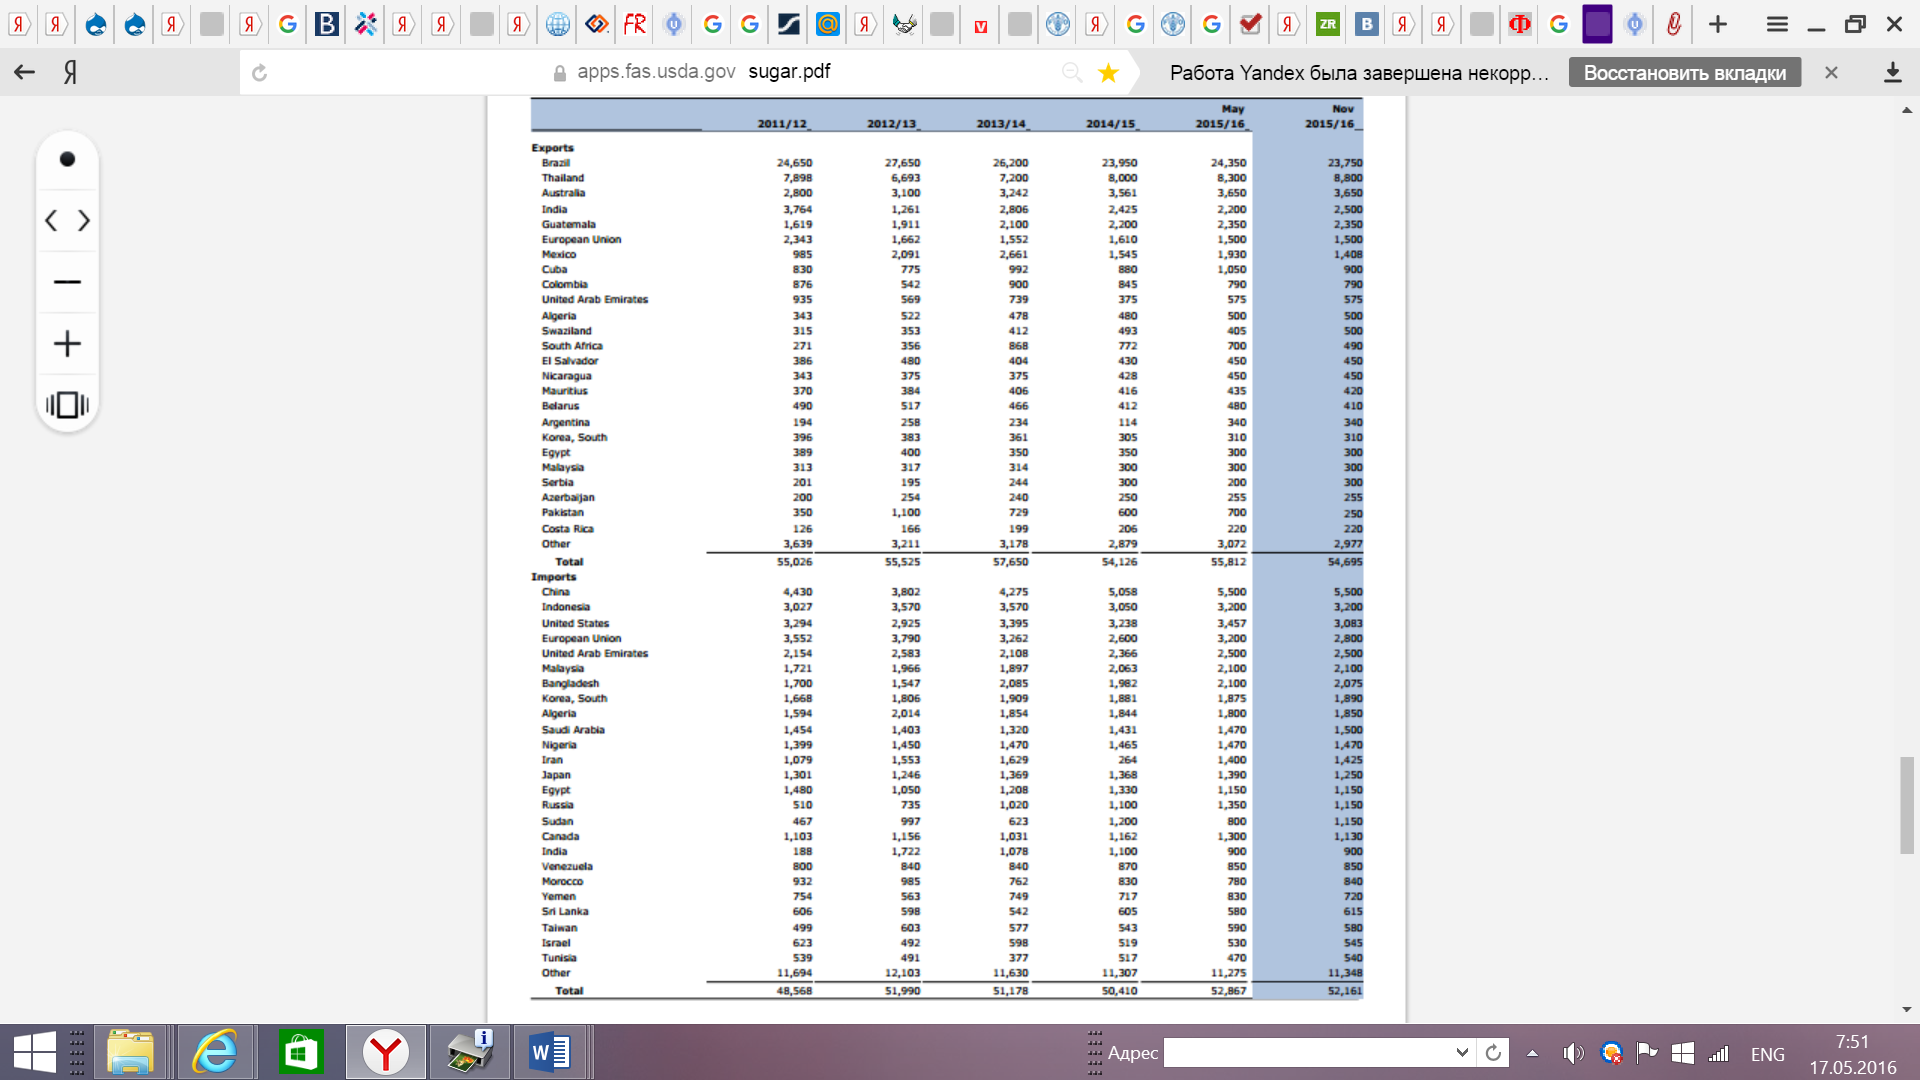 apps.fas.usda.gov sugar.pdf
Работа Yandex была завершена некорр...
Восстановить вкладки
May Nov
2011/12 2012/13 2013/14 2014/15 2015/16 2015/16
Exports
Brazil 24,650 27,650 26,200 23,950 24,350 23,750
Thailand 7,898 6,693 7,200 8,000 8,300 8,800
Australia 2,800 3,100 3,242 3,561 3,650 3,650
India 3,764 1,261 2,806 2,425 2,200 2,500
Guatemala 1,619 1,911 2,100 2,200 2,350 2,350
European Union 2,343 1,662 1,552 1,610 1,500 1,500
Mexico 985 2,091 2,661 1,545 1,930 1,408
Cuba 830 775 992 880 1,050 900
Colombia 876 542 900 845 790 790
United Arab Emirates 935 569 739 375 575 575
Algeria 343 522 478 480 500 500
Swaziland 315 353 412 493 405 500
South Africa 271 356 868 772 700 490
El Salvador 386 480 404 430 450 450
Nicaragua 343 375 375 428 450 450
Mauritius 370 384 406 416 435 420
Belarus 490 517 466 412 480 410
Argentina 194 258 234 114 340 340
Korea, South 396 383 361 305 310 310
Egypt 389 400 350 350 300 300
Malaysia 313 317 314 300 300 300
Serbia 201 195 244 300 200 300
Azerbaijan 200 254 240 250 255 255
Pakistan 350 1,100 729 600 700 250
Costa Rica 126 166 199 206 220 220
Other 3,639 3,211 3,178 2,879 3,072 2,977
Total 55,026 55,525 57,650 54,126 55,812 54,695
Imports
China 4,430 3,802 4,275 5,058 5,500 5,500
Indonesia 3,027 3,570 3,570 3,050 3,200 3,200
United States 3,294 2,925 3,395 3,238 3,457 3,083
European Union 3,552 3,790 3,262 2,600 3,200 2,800
United Arab Emirates 2,154 2,583 2,108 2,366 2,500 2,500
Malaysia 1,721 1,966 1,897 2,063 2,100 2,100
Bangladesh 1,700 1,547 2,085 1,982 2,100 2,075
Korea, South 1,668 1,806 1,909 1,881 1,875 1,890
Algeria 1,594 2,014 1,854 1,844 1,800 1,850
Saudi Arabia 1,454 1,403 1,320 1,431 1,470 1,500
Nigeria 1,399 1,450 1,470 1,465 1,470 1,470
Iran 1,079 1,553 1,629 264 1,400 1,425
Japan 1,301 1,246 1,369 1,368 1,390 1,250
Egypt 1,480 1,050 1,208 1,330 1,150 1,150
Russia 510 735 1,020 1,100 1,350 1,150
Sudan 467 997 623 1,200 800 1,150
Canada 1,103 1,156 1,031 1,162 1,300 1,130
India 188 1,722 1,078 1,100 900 900
Venezuela 800 840 840 870 850 850
Morocco 932 985 762 830 780 840
Yemen 754 563 749 717 830 720
Sri Lanka 606 598 542 605 580 615
Taiwan 499 603 577 543 590 580
Israel 623 492 598 519 530 545
Tunisia 539 491 377 517 470 540
Other 11,694 12,103 11,630 11,307 11,275 11,348
Total 48,568 51,990 51,178 50,410 52,867 52,161
Адрес
ENG
7:51
17.05.2016